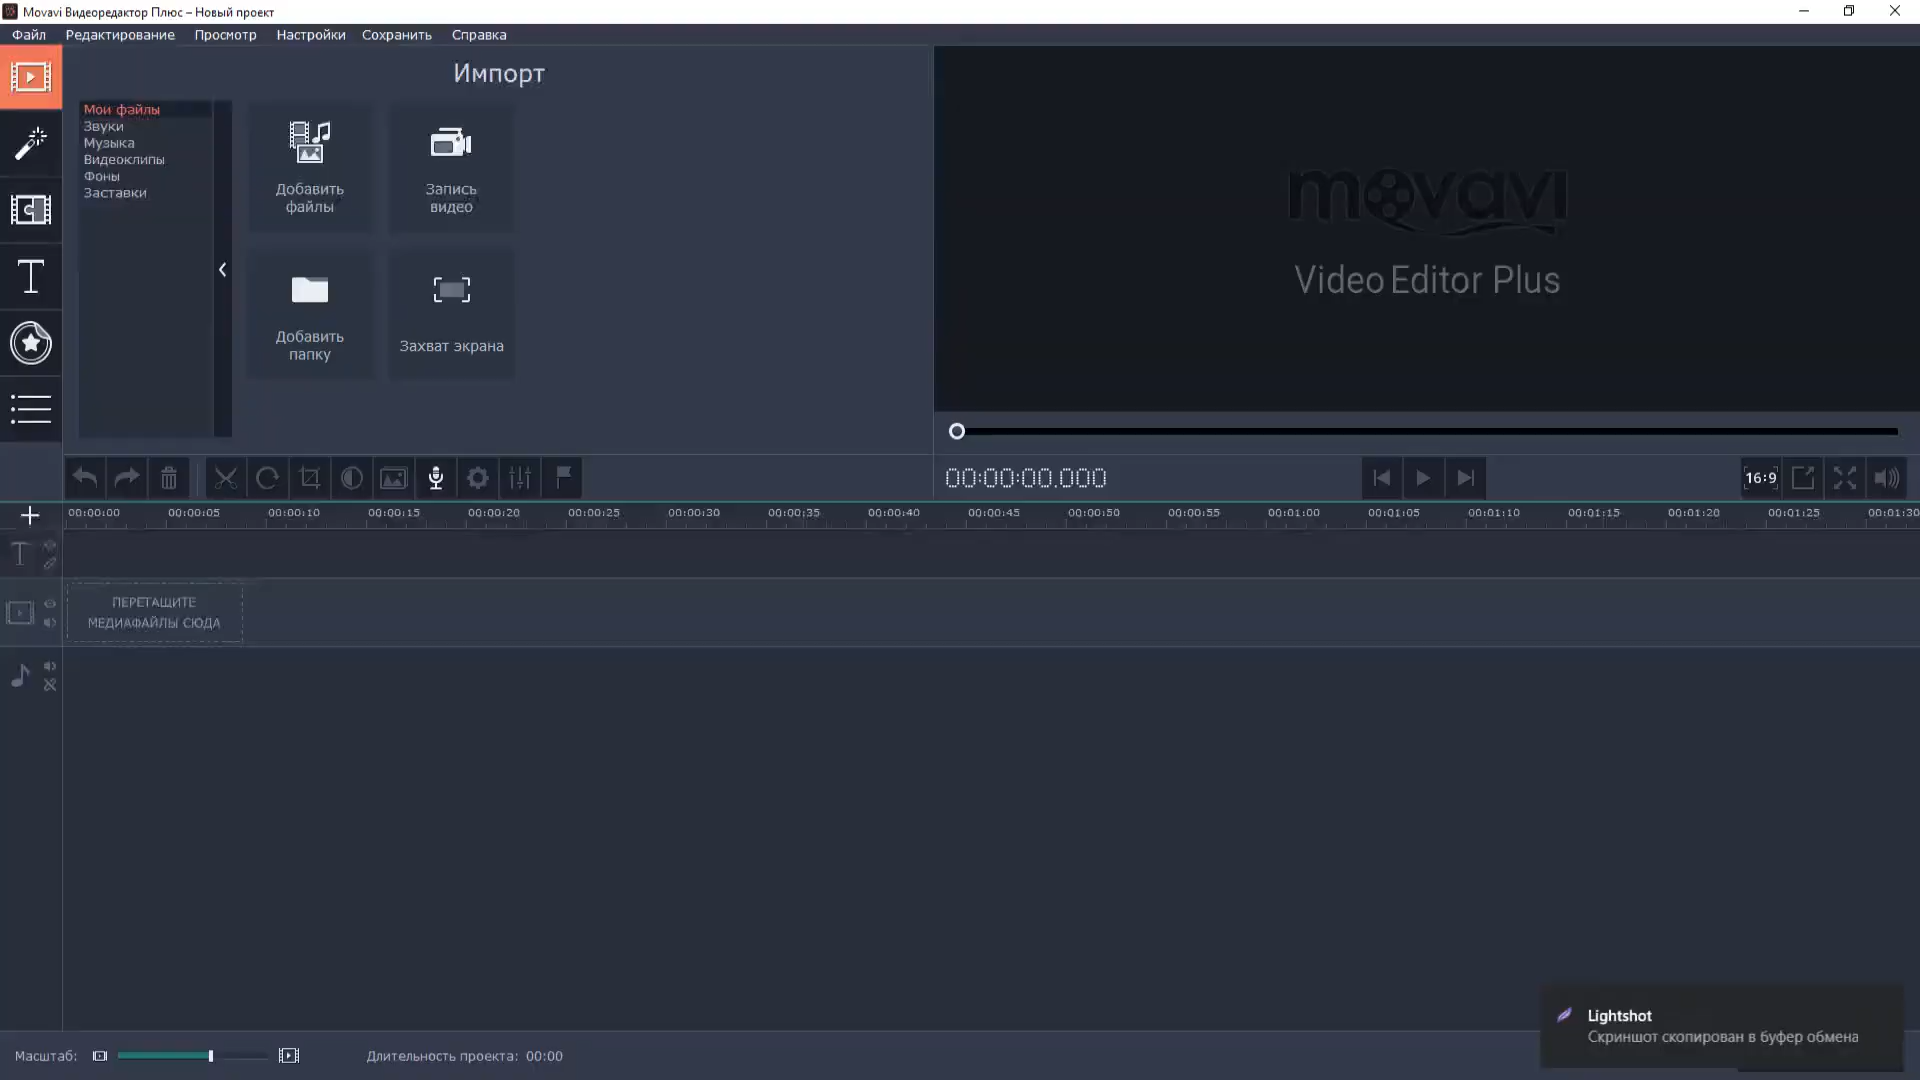 Movavi Видеоредактор Плюс – Новый проект
Файл Редактирование Просмотр Настройки Сохранить Справка
Импорт
Мои файлы
Звуки
Музыка
Видеоклипы
Фоны
Заставки
Добавить
файлы
Запись
видео
Добавить
папку
Захват экрана
movavi
Video Editor Plus
00:00:00.000
16:9
00:00:00 00:00:05 00:00:10 00:00:15 00:00:20 00:00:25 00:00:30 00:00:35 00:00:40 00:00:45 00:00:50 00:00:55 00:01:00 00:01:05 00:01:10 00:01:15 00:01:20 00:01:25 00:01:30
ПЕРЕТАЩИТЕ
МЕДИАФАЙЛЫ СЮДА
Lightshot
Скриншот скопирован в буфер обмена
Масштаб: Длительность проекта: 00:00